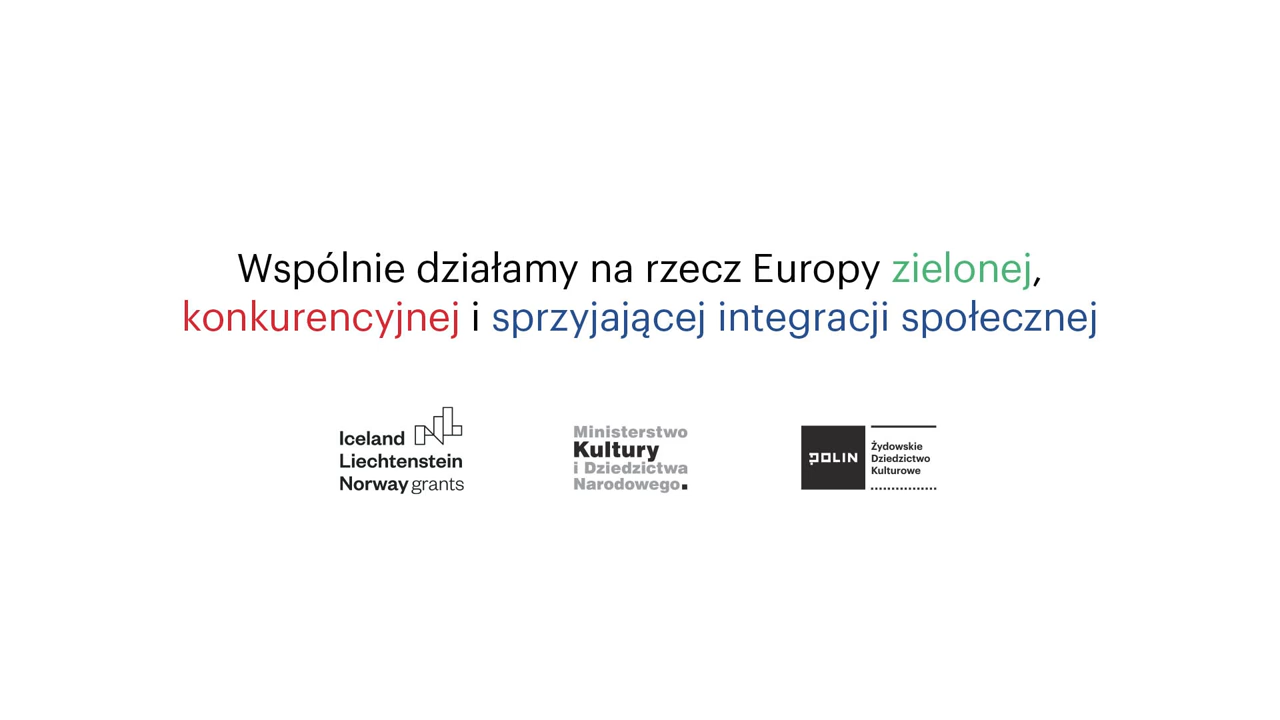 Wspólnie działamy na rzecz Europy zielonej,
konkurencyjnej i sprzyjającej integracji społecznej
Iceland
Liechtenstein
Norway grants
Ministerstwo
Kultury
i Dziedzictwa
Narodowego.
POLIN
Żydowskie
Dziedzictwo
Kulturowe